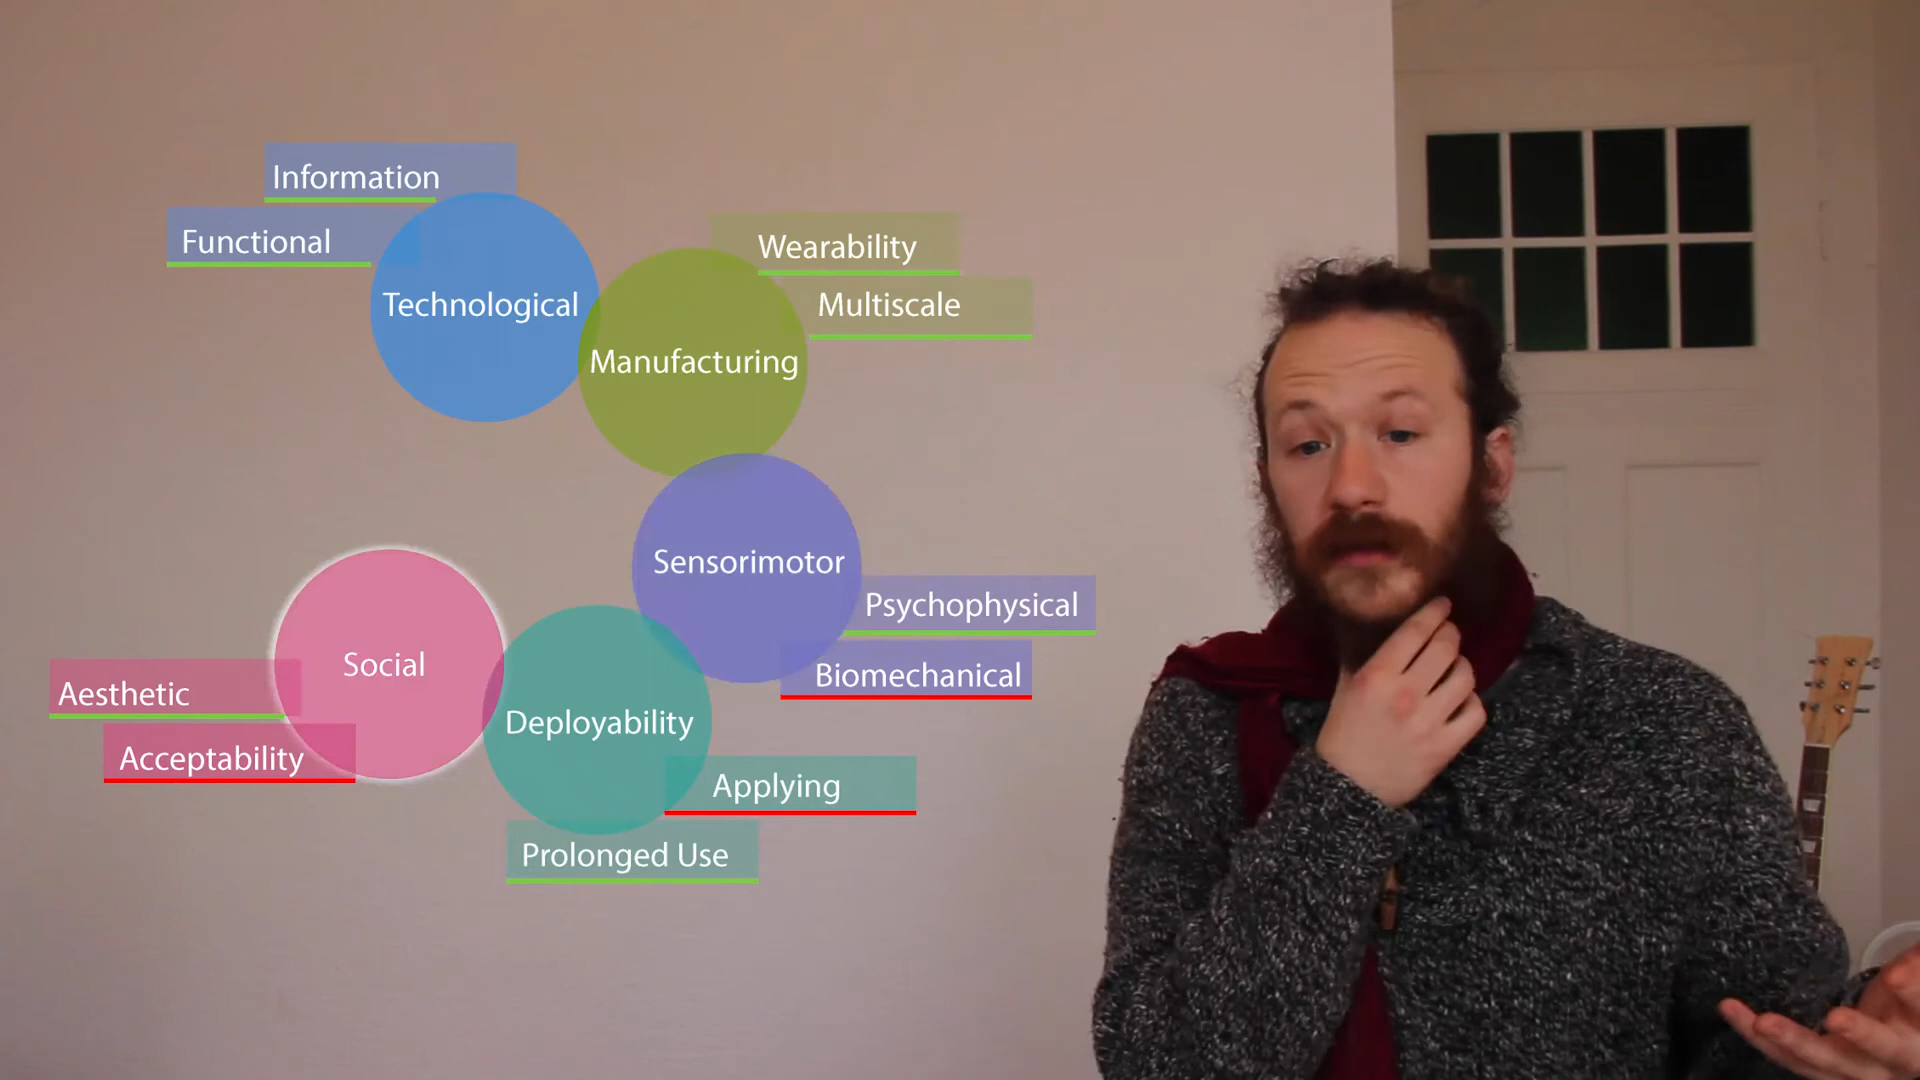 Information
Functional
Technological
Wearability
Multiscale
Manufacturing
Sensorimotor
Psychophysical
Biomechanical
Social
Aesthetic
Acceptability
Deployability
Applying
Prolonged Use